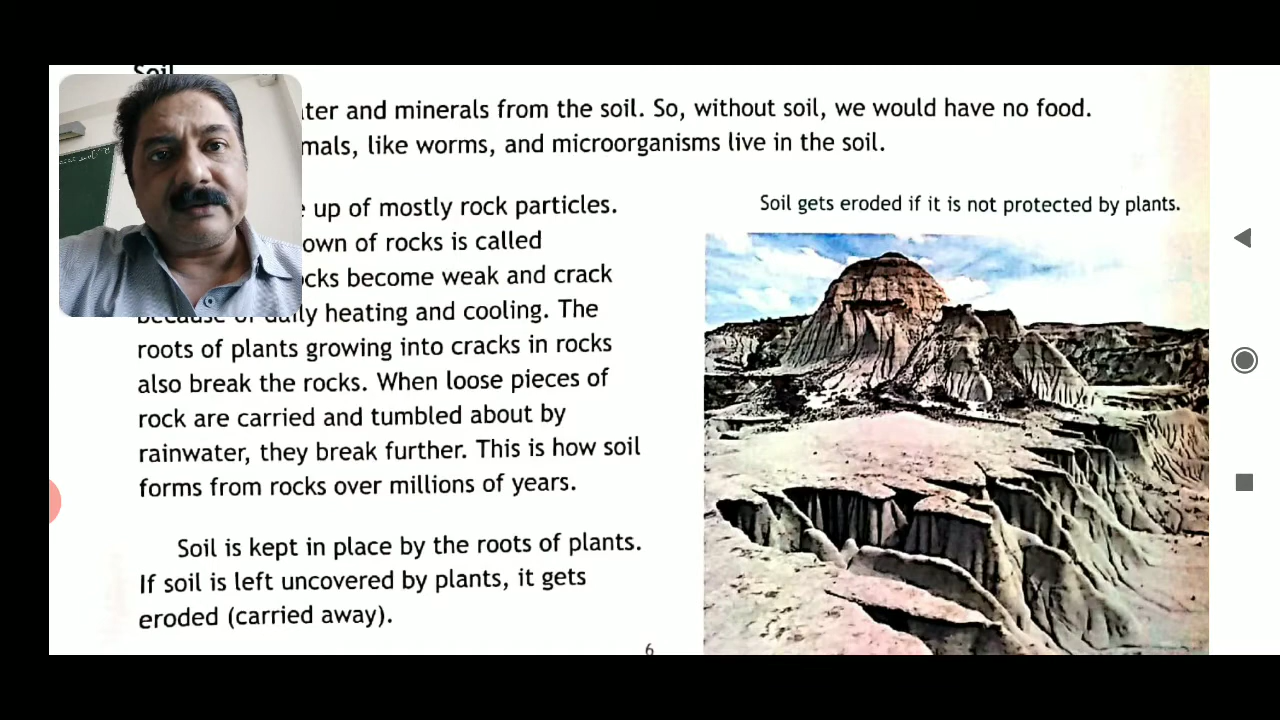 Soil
ter and minerals from the soil. So, without soil, we would have no food.
mals, like worms, and microorganisms live in the soil.
up of mostly rock particles.
own of rocks is called
ocks become weak and crack
because of daily heating and cooling. The
roots of plants growing into cracks in rocks
also break the rocks. When loose pieces of
rock are carried and tumbled about by
rainwater, they break further. This is how soil
forms from rocks over millions of years.
Soil is kept in place by the roots of plants.
If soil is left uncovered by plants, it gets
eroded (carried away).
Soil gets eroded if it is not protected by plants.
6